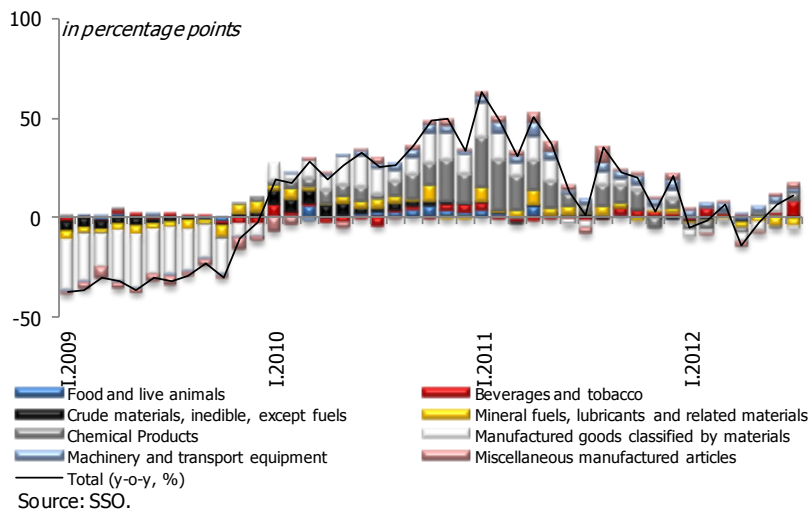 100
in percentage points
50
0
-50
I.2009
I.2010
I.2011
I.2012
Food and live animals
Beverages and tobacco
Crude materials, inedible, except fuels
Mineral fuels, lubricants and related materials
Chemical Products
Manufactured goods classified by materials
Machinery and transport equipment
Miscellaneous manufactured articles
Total (y-o-y, %)
Source: SSO.